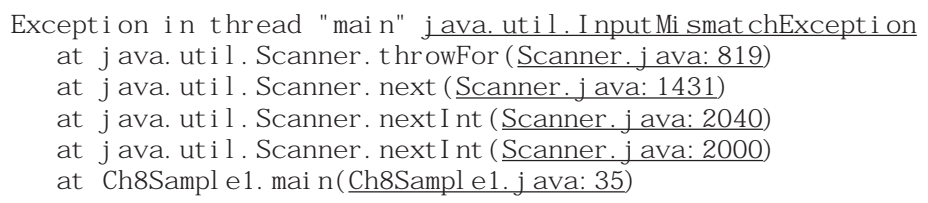 Exception in thread "main" java.util.InputMismatchException
at java.util.Scanner.throwFor(Scanner.java:819)
at java.util.Scanner.next(Scanner.java:1431)
at java.util.Scanner.nextInt(Scanner.java:2040)
at java.util.Scanner.nextInt(Scanner.java:2000)
at Ch8Sample1.main(Ch8Sample1.java:35)